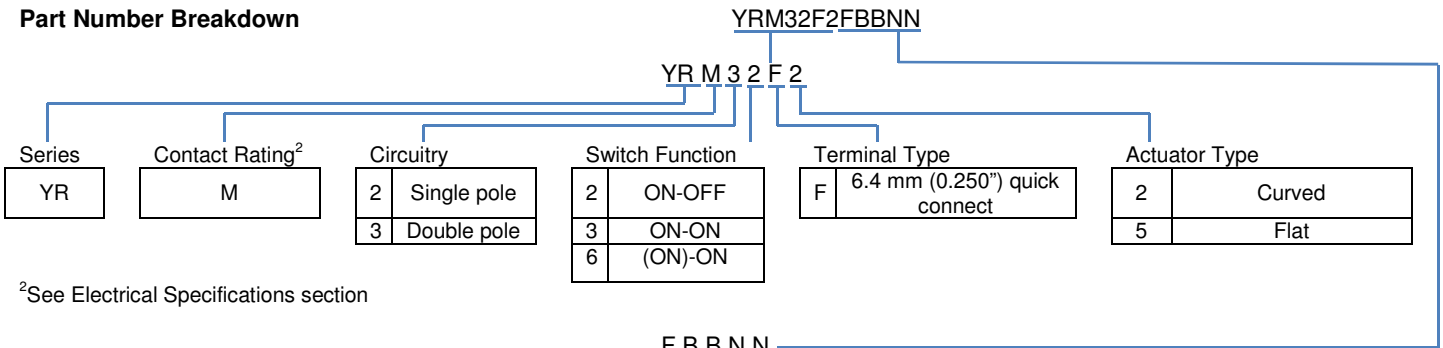 Part Number Breakdown
YRM32F2FBBNN
YR M 3 2 F 2
Series
Contact Rating2
Circuitry
Switch Function
Terminal Type
Actuator Type
YR
M
2 Single pole
3 Double pole
2 ON-OFF
3 ON-ON
6 (ON)-ON
F 6.4 mm (0.250”) quick
connect
2 Curved
5 Flat
2See Electrical Specifications section
F B B N N